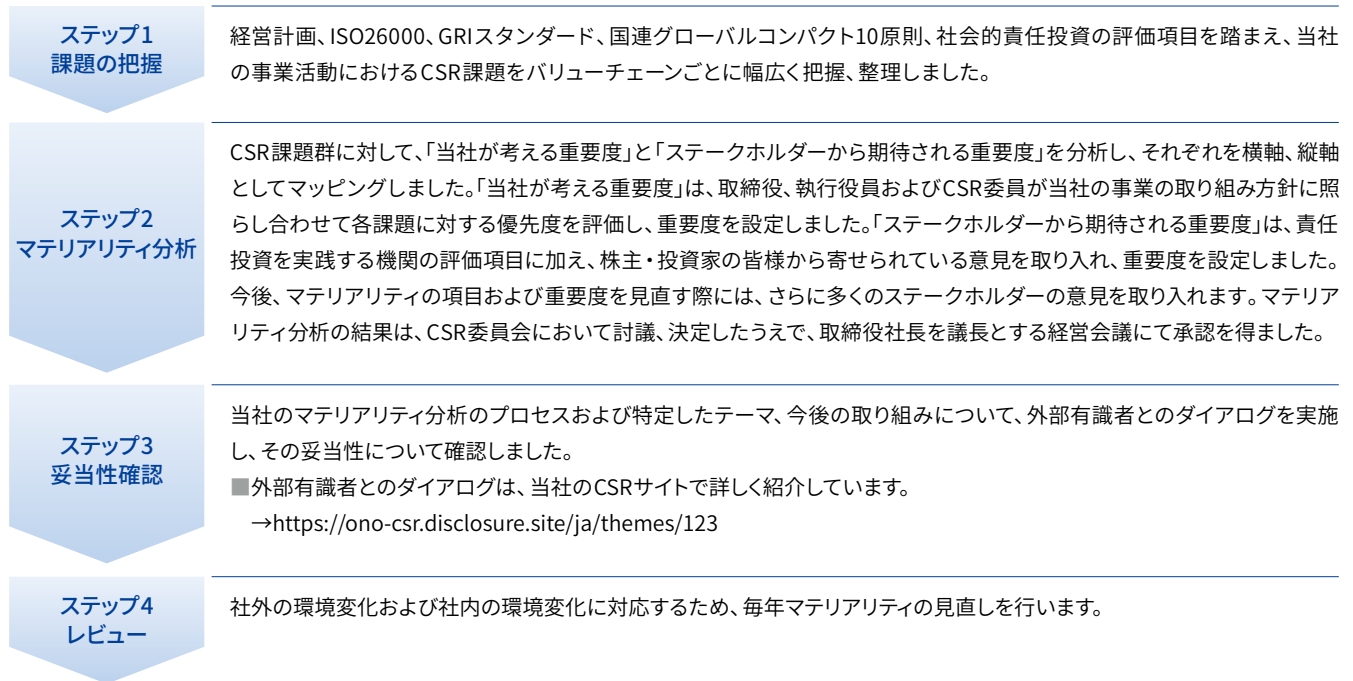 ステップ1
課題の把握
経営計画、ISO26000、GRIスタンダード、国連グローバルコンパクト10原則、社会的責任投資の評価項目を踏まえ、当社
の事業活動におけるCSR課題をバリューチェーンごとに幅広く把握、整理しました。
ステップ2
マテリアリティ分析
CSR課題群に対して、「当社が考える重要度」と「ステークホルダーから期待される重要度」を分析し、それぞれを横軸、縦軸
としてマッピングしました。「当社が考える重要度」は、取締役、執行役員およびCSR委員が当社の事業の取り組み方針に照
らし合わせて各課題に対する優先度を評価し、重要度を設定しました。「ステークホルダーから期待される重要度」は、責任
投資を実践する機関の評価項目に加え、株主・投資家の皆様から寄せられている意見を取り入れ、重要度を設定しました。
今後、マテリアリティの項目および重要度を見直す際には、さらに多くのステークホルダーの意見を取り入れます。マテリア
リティ分析の結果は、CSR委員会において討議、決定したうえで、取締役社長を議長とする経営会議にて承認を得ました。
ステップ3
妥当性確認
当社のマテリアリティ分析のプロセスおよび特定したテーマ、今後の取り組みについて、外部有識者とのダイアログを実施
し、その妥当性について確認しました。
■外部有識者とのダイアログは、当社のCSRサイトで詳しく紹介しています。
→https://ono-csr.disclosure.site/ja/themes/123
ステップ4
レビュー
社外の環境変化および社内の環境変化に対応するため、毎年マテリアリティの見直しを行います。